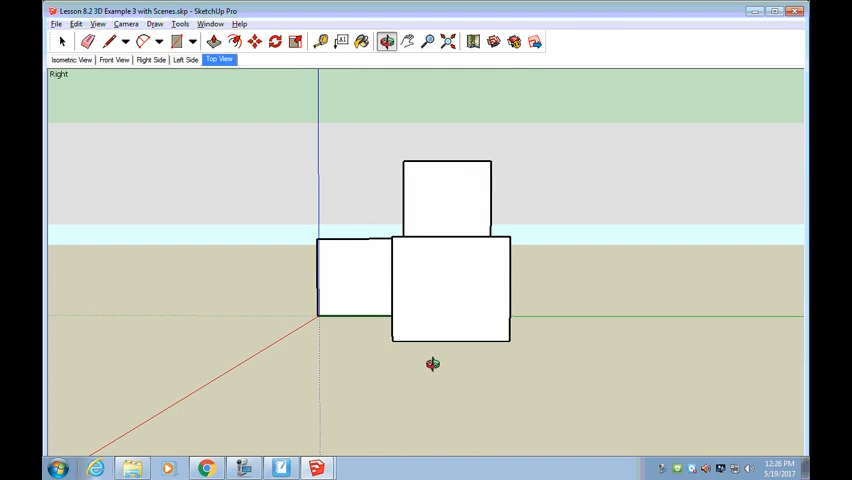 Lesson 8.2 3D Example 3 with Scenes.skp - SketchUp Pro
File Edit View Camera Draw Tools Window Help
A1
Isometric View Front View Right Side Left Side Top View
Right
12:26 PM
5/19/2017